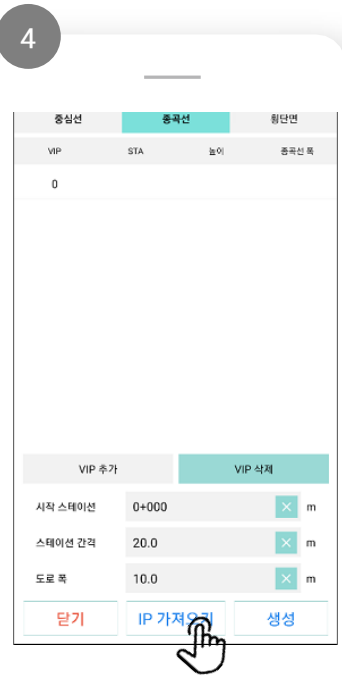 4
중심선 종곡선 횡단면
VIP STA 높이 종곡선 폭
0
VIP 추가 VIP 삭제
시작 스테이션 0+000 m
스테이션 간격 20.0 m
도로 폭 10.0 m
닫기 IP 가져오기 생성